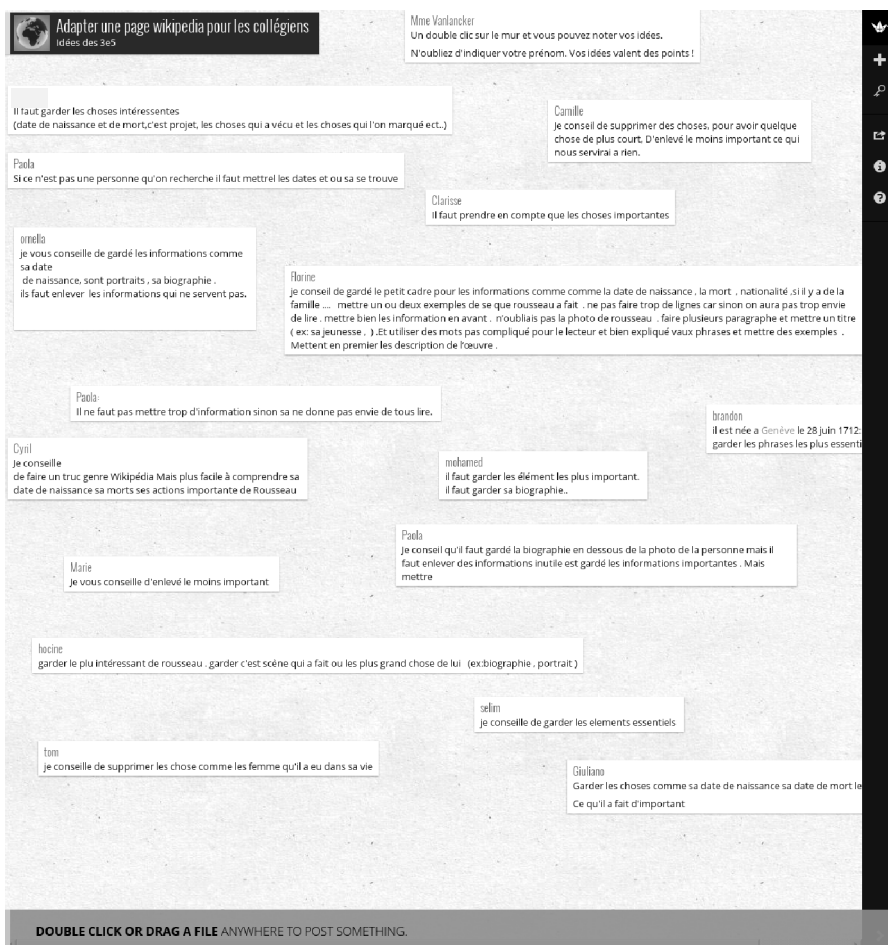 Adapter une page wikipedia pour les collégiens
Idées des 3e5
Mme Vanlancker
Un double clic sur le mur et vous pouvez noter vos idées.
N'oubliez d'indiquer votre prénom. Vos idées valent des points !
Il faut garder les choses intéressentes
(date de naissance et de mort,c'est projet, les choses qui a vécu et les choses qui l'on marqué ect..)
Camille
Je conseil de supprimer des choses, pour avoir quelque
chose de plus court, D'enlevé le moins important ce qui
nous servirai a rien.
Paola
Si ce n'est pas une personne qu'on recherche il faut mettrel les dates et ou sa se trouve
Clarisse
Il faut prendre en compte que les choses importantes
ornella
je vous conseille de gardé les informations comme
sa date
de naissance, sont portraits , sa biographie .
ils faut enlever les informations qui ne servent pas.
Florine
je conseil de gardé le petit cadre pour les informations comme comme la date de naissance , la mort , nationalité ,si il y a de la
famille .... mettre un ou deux exemples de se que rousseau a fait . ne pas faire trop de lignes car sinon on aura pas trop envie
de lire . mettre bien les information en avant . n'oubliais pas la photo de rousseau . faire plusieurs paragraphe et mettre un titre
( ex: sa jeunesse , ) .Et utiliser des mots pas compliqué pour le lecteur et bien expliqué vaux phrases et mettre des exemples .
Mettent en premier les description de l'œuvre .
Paola:
Il ne faut pas mettre trop d'information sinon sa ne donne pas envie de tous lire.
brandon
il est née a Genève le 28 juin 1712:
garder les phrases les plus essenti
Cyril
Je conseille
de faire un truc genre Wikipédia Mais plus facile à comprendre sa
date de naissance sa morts ses actions importante de Rousseau
mohamed
il faut garder les élément les plus important.
il faut garder sa biographie..
Paola
Je conseil qu'il faut gardé la biographie en dessous de la photo de la personne mais il
faut enlever des informations inutile est gardé les informations importantes . Mais
mettre
Marie
Je vous conseille d'enlevé le moins important
hocine
garder le plu intéressant de rousseau . garder c'est scéne qui a fait ou les plus grand chose de lui (ex:biographie , portrait )
selim
je conseille de garder les elements essentiels
tom
je conseille de supprimer les chose comme les femme qu'il a eu dans sa vie
Giuliano
Garder les choses comme sa date de naissance sa date de mort le
Ce qu'il a fait d'important
DOUBLE CLICK OR DRAG A FILE ANYWHERE TO POST SOMETHING.